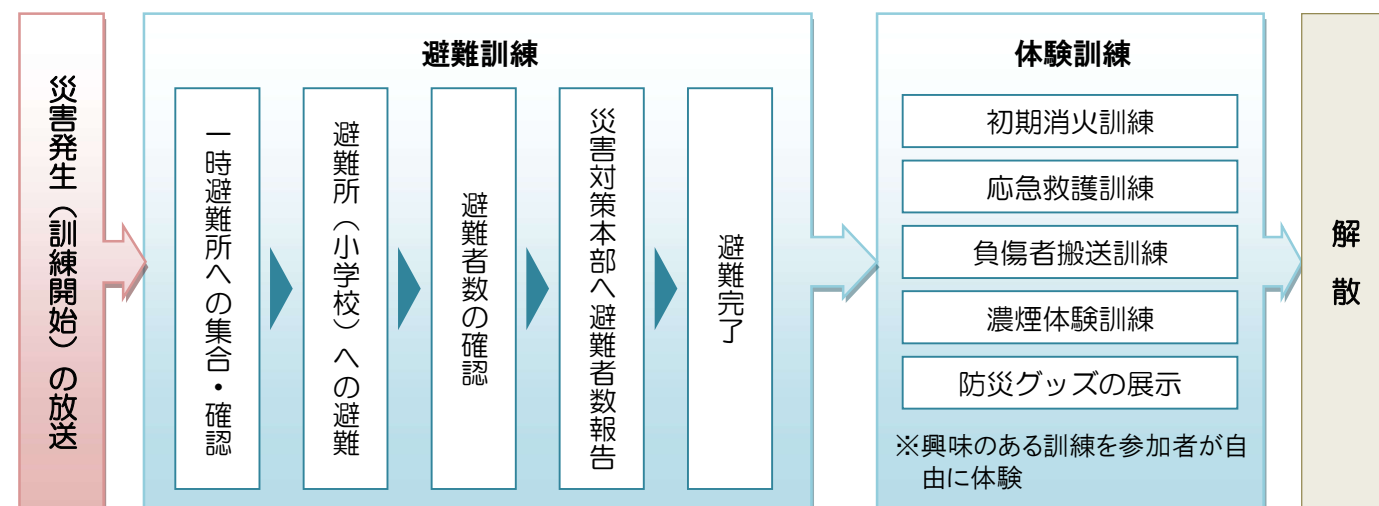 災害発生（訓練開始）の放送
避難訓練
一時避難所への集合・確認
避難所（小学校）への避難
避難者数の確認
災害対策本部へ避難者数報告
避難完了
体験訓練
初期消火訓練
応急救護訓練
負傷者搬送訓練
濃煙体験訓練
防災グッズの展示
※興味のある訓練を参加者が自
由に体験
解散